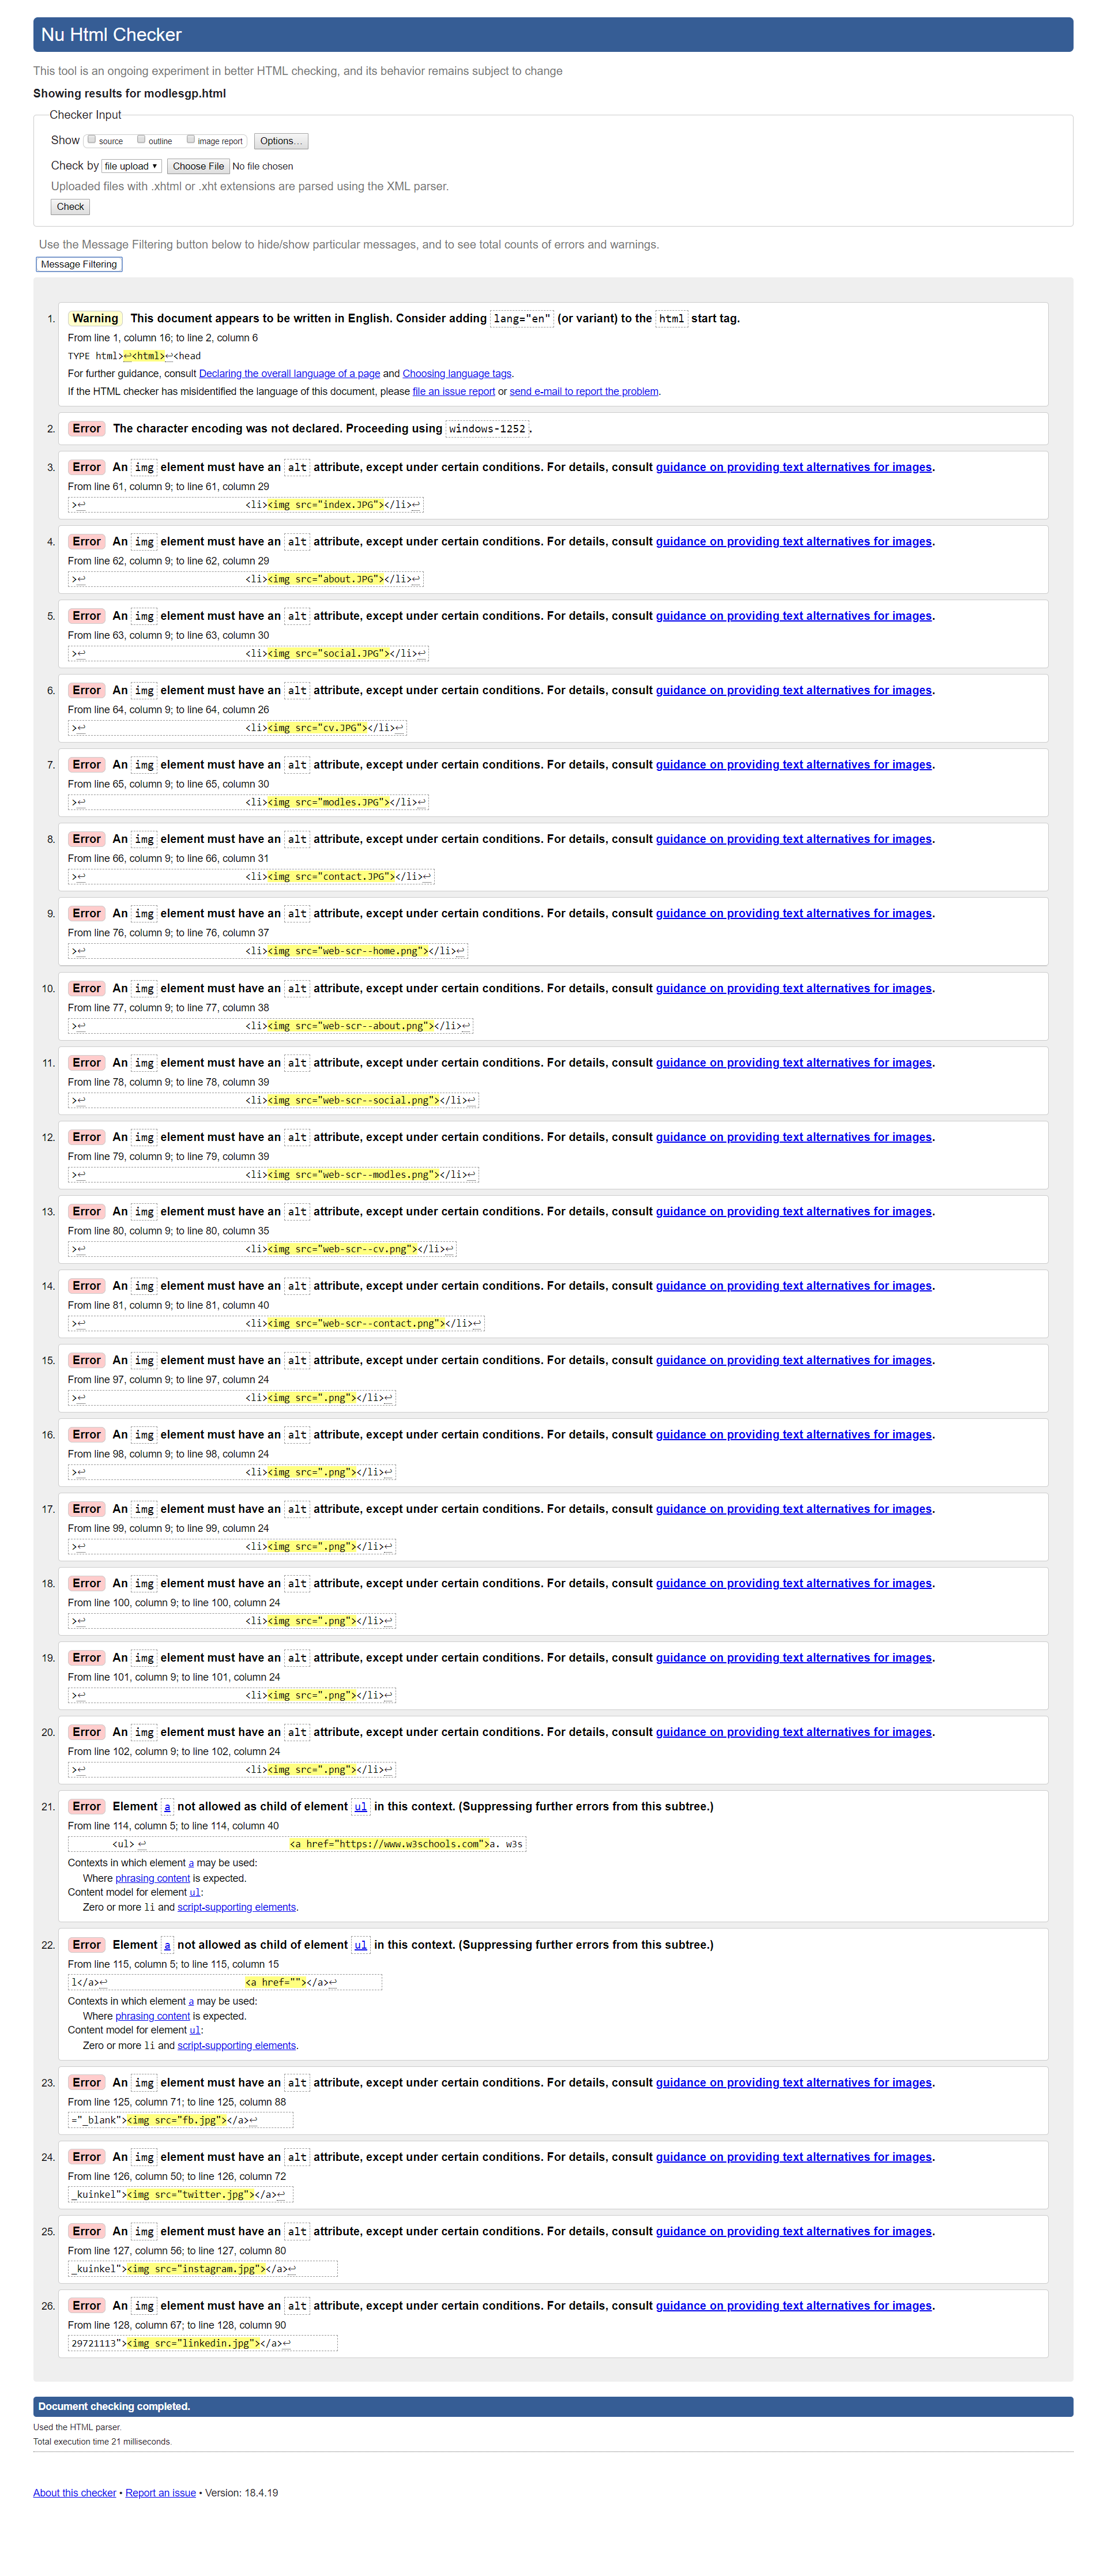 Nu Html Checker
This tool is an ongoing experiment in better HTML checking, and its behavior remains subject to change
Showing results for modlesgp.html
Checker Input
Show source outline image report Options...
Check by file upload Choose File No file chosen
Uploaded files with .xhtml or .xht extensions are parsed using the XML parser.
Check
Use the Message Filtering button below to hide/show particular messages, and to see total counts of errors and warnings.
Message Filtering
1. Warning This document appears to be written in English. Consider adding lang="en" (or variant) to the html start tag.
From line 1, column 16; to line 2, column 6
TYPE html>↩<html>↩<head
For further guidance, consult Declaring the overall language of a page and Choosing language tags.
If the HTML checker has misidentified the language of this document, please file an issue report or send e-mail to report the problem.
2. Error The character encoding was not declared. Proceeding using windows-1252.
3. Error An img element must have an alt attribute, except under certain conditions. For details, consult guidance on providing text alternatives for images.
From line 61, column 9; to line 61, column 29
>↩ <li><img src="index.JPG"></li>↩
4. Error An img element must have an alt attribute, except under certain conditions. For details, consult guidance on providing text alternatives for images.
From line 62, column 9; to line 62, column 29
>↩ <li><img src="about.JPG"></li>↩
5. Error An img element must have an alt attribute, except under certain conditions. For details, consult guidance on providing text alternatives for images.
From line 63, column 9; to line 63, column 30
>↩ <li><img src="social.JPG"></li>↩
6. Error An img element must have an alt attribute, except under certain conditions. For details, consult guidance on providing text alternatives for images.
From line 64, column 9; to line 64, column 26
>↩ <li><img src="cv.JPG"></li>↩
7. Error An img element must have an alt attribute, except under certain conditions. For details, consult guidance on providing text alternatives for images.
From line 65, column 9; to line 65, column 30
>↩ <li><img src="modles.JPG"></li>↩
8. Error An img element must have an alt attribute, except under certain conditions. For details, consult guidance on providing text alternatives for images.
From line 66, column 9; to line 66, column 31
>↩ <li><img src="contact.JPG"></li>↩
9. Error An img element must have an alt attribute, except under certain conditions. For details, consult guidance on providing text alternatives for images.
From line 76, column 9; to line 76, column 37
>↩ <li><img src="web-scr--home.png"></li>↩
10. Error An img element must have an alt attribute, except under certain conditions. For details, consult guidance on providing text alternatives for images.
From line 77, column 9; to line 77, column 38
>↩ <li><img src="web-scr--about.png"></li>↩
11. Error An img element must have an alt attribute, except under certain conditions. For details, consult guidance on providing text alternatives for images.
From line 78, column 9; to line 78, column 39
>↩ <li><img src="web-scr--social.png"></li>↩
12. Error An img element must have an alt attribute, except under certain conditions. For details, consult guidance on providing text alternatives for images.
From line 79, column 9; to line 79, column 39
>↩ <li><img src="web-scr--modles.png"></li>↩
13. Error An img element must have an alt attribute, except under certain conditions. For details, consult guidance on providing text alternatives for images.
From line 80, column 9; to line 80, column 35
>↩ <li><img src="web-scr--cv.png"></li>↩
14. Error An img element must have an alt attribute, except under certain conditions. For details, consult guidance on providing text alternatives for images.
From line 81, column 9; to line 81, column 40
>↩ <li><img src="web-scr--contact.png"></li>↩
15. Error An img element must have an alt attribute, except under certain conditions. For details, consult guidance on providing text alternatives for images.
From line 97, column 9; to line 97, column 24
>↩ <li><img src=".png"></li>↩
16. Error An img element must have an alt attribute, except under certain conditions. For details, consult guidance on providing text alternatives for images.
From line 98, column 9; to line 98, column 24
>↩ <li><img src=".png"></li>↩
17. Error An img element must have an alt attribute, except under certain conditions. For details, consult guidance on providing text alternatives for images.
From line 99, column 9; to line 99, column 24
>↩ <li><img src=".png"></li>↩
18. Error An img element must have an alt attribute, except under certain conditions. For details, consult guidance on providing text alternatives for images.
From line 100, column 9; to line 100, column 24
>↩ <li><img src=".png"></li>↩
19. Error An img element must have an alt attribute, except under certain conditions. For details, consult guidance on providing text alternatives for images.
From line 101, column 9; to line 101, column 24
>↩ <li><img src=".png"></li>↩
20. Error An img element must have an alt attribute, except under certain conditions. For details, consult guidance on providing text alternatives for images.
From line 102, column 9; to line 102, column 24
>↩ <li><img src=".png"></li>↩
21. Error Element a not allowed as child of element ul in this context. (Suppressing further errors from this subtree.)
From line 114, column 5; to line 114, column 40
<ul> ↩ <a href="https://www.w3schools.com">a. w3s
Contexts in which element a may be used:
Where phrasing content is expected.
Content model for element ul:
Zero or more li and script-supporting elements.
22. Error Element a not allowed as child of element ul in this context. (Suppressing further errors from this subtree.)
From line 115, column 5; to line 115, column 15
l</a>↩ <a href=""></a>↩
Contexts in which element a may be used:
Where phrasing content is expected.
Content model for element ul:
Zero or more li and script-supporting elements.
23. Error An img element must have an alt attribute, except under certain conditions. For details, consult guidance on providing text alternatives for images.
From line 125, column 71; to line 125, column 88
="_blank"><img src="fb.jpg"></a>↩
24. Error An img element must have an alt attribute, except under certain conditions. For details, consult guidance on providing text alternatives for images.
From line 126, column 50; to line 126, column 72
_kuinkel"><img src="twitter.jpg"></a>↩
25. Error An img element must have an alt attribute, except under certain conditions. For details, consult guidance on providing text alternatives for images.
From line 127, column 56; to line 127, column 80
_kuinkel"><img src="instagram.jpg"></a>↩
26. Error An img element must have an alt attribute, except under certain conditions. For details, consult guidance on providing text alternatives for images.
From line 128, column 67; to line 128, column 90
29721113"><img src="linkedin.jpg"></a>↩
Document checking completed.
Used the HTML parser.
Total execution time 21 milliseconds.
About this checker • Report an issue • Version: 18.4.19